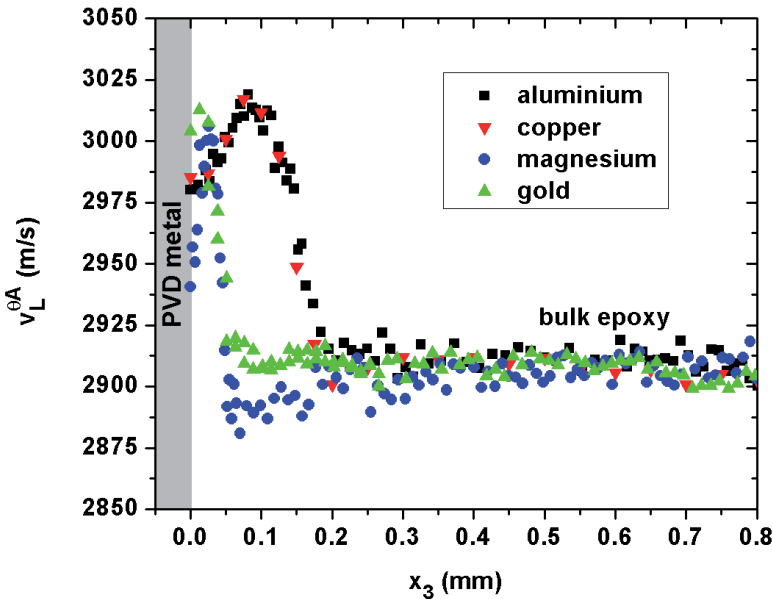 3050
3025
3000
2975
2950
2925
2900
2875
2850
v_L^θA (m/s)
PVD metal
aluminium
copper
magnesium
gold
bulk epoxy
0.0 0.1 0.2 0.3 0.4 0.5 0.6 0.7 0.8
x_3 (mm)